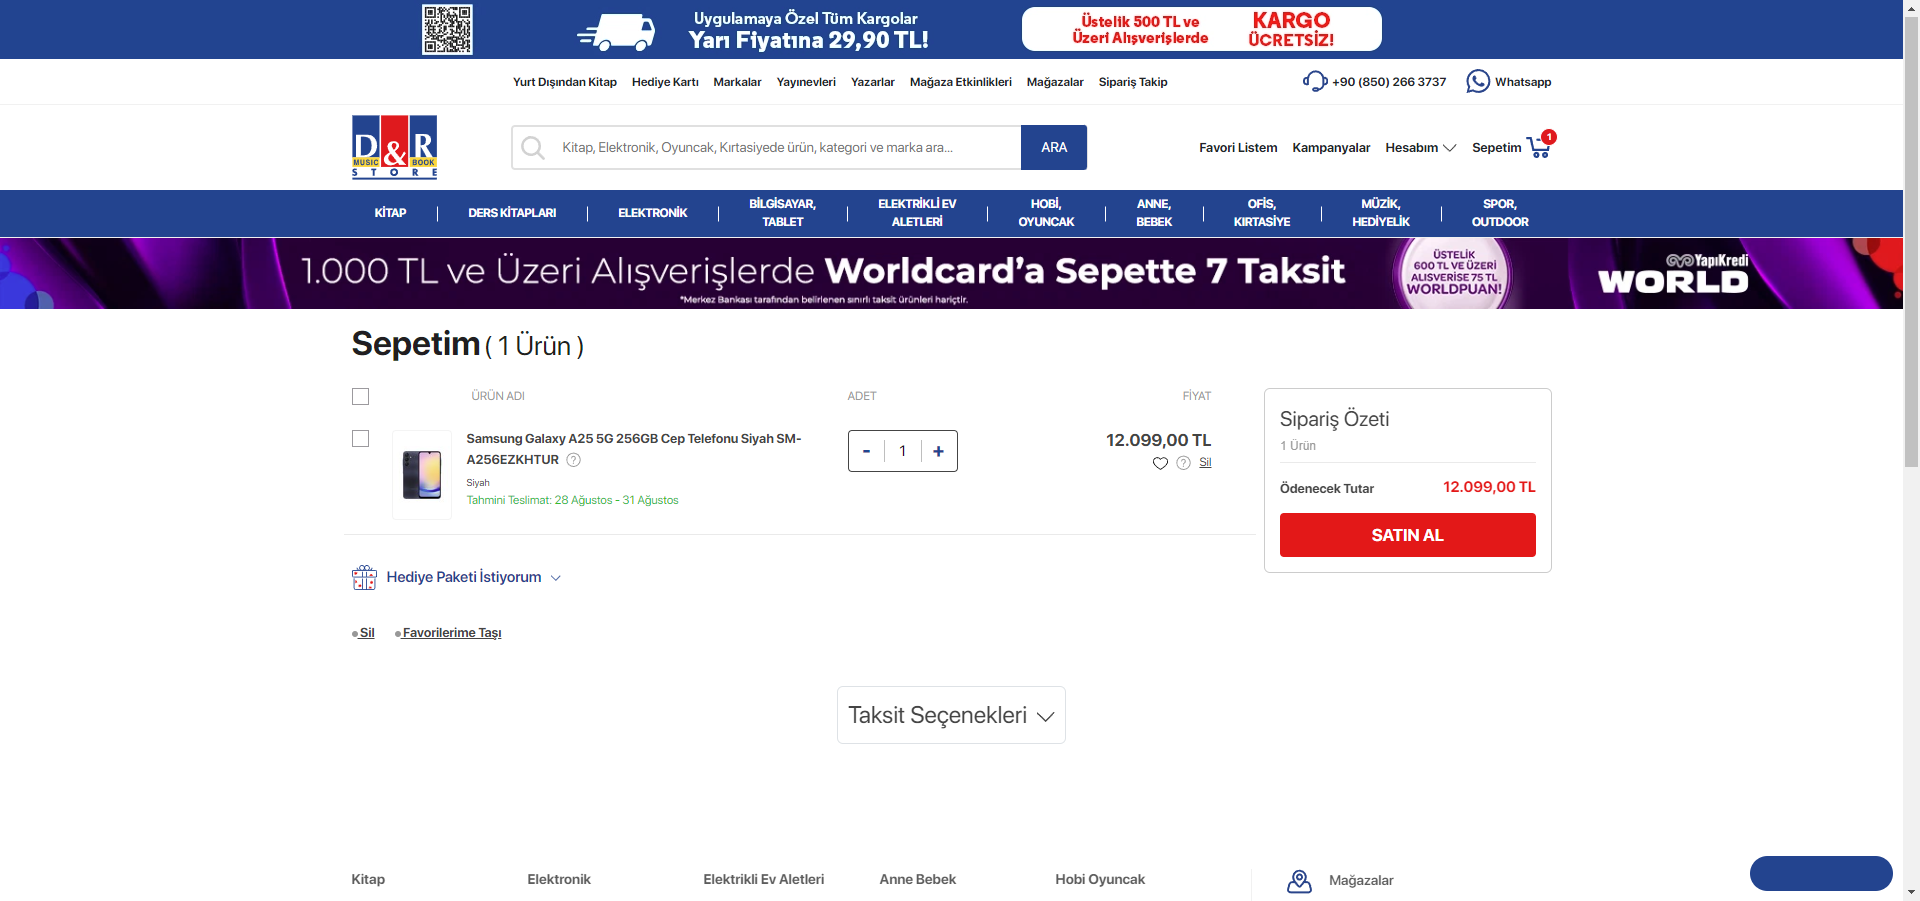 Uygulamaya Özel Tüm Kargolar
Yarı Fiyatına 29,90 TL!
Üstelik 500 TL ve
Üzeri Alışverişlerde
KARGO
ÜCRETSİZ!
Yurt Dışından Kitap
Hediye Kartı
Markalar
Yayınevleri
Yazarlar
Mağaza Etkinlikleri
Mağazalar
Sipariş Takip
+90 (850) 266 3737
Whatsapp
D&R
MUSIC BOOK
STORE
Kitap, Elektronik, Oyuncak, Kırtasiyede ürün, kategori ve marka ara...
ARA
Favori Listem
Kampanyalar
Hesabım
Sepetim
1
KİTAP
DERS KİTAPLARI
ELEKTRONİK
BİLGİSAYAR,
TABLET
ELEKTRİKLİ EV
ALETLERİ
HOBİ,
OYUNCAK
ANNE,
BEBEK
OFİS,
KIRTASİYE
MÜZİK,
HEDİYELİK
SPOR,
OUTDOOR
1.000 TL ve Üzeri Alışverişlerde Worldcard'a Sepette 7 Taksit
*Merkez Bankası tarafından belirlenen sınırlı taksit ürünleri hariçtir.
ÜSTELİK
600 TL VE ÜZERİ
ALIŞVERİŞE 75 TL
WORLDPUAN!
YapıKredi
WORLD
Sepetim ( 1 Ürün )
ÜRÜN ADI
ADET
FİYAT
Samsung Galaxy A25 5G 256GB Cep Telefonu Siyah SM-
A256EZKHTUR ?
Siyah
Tahmini Teslimat: 28 Ağustos - 31 Ağustos
- 1 +
12.099,00 TL
? Sil
Sipariş Özeti
1 Ürün
Ödenecek Tutar
12.099,00 TL
SATIN AL
Hediye Paketi İstiyorum
Sil
Favorilerime Taşı
Taksit Seçenekleri
Kitap
Elektronik
Elektrikli Ev Aletleri
Anne Bebek
Hobi Oyuncak
Mağazalar